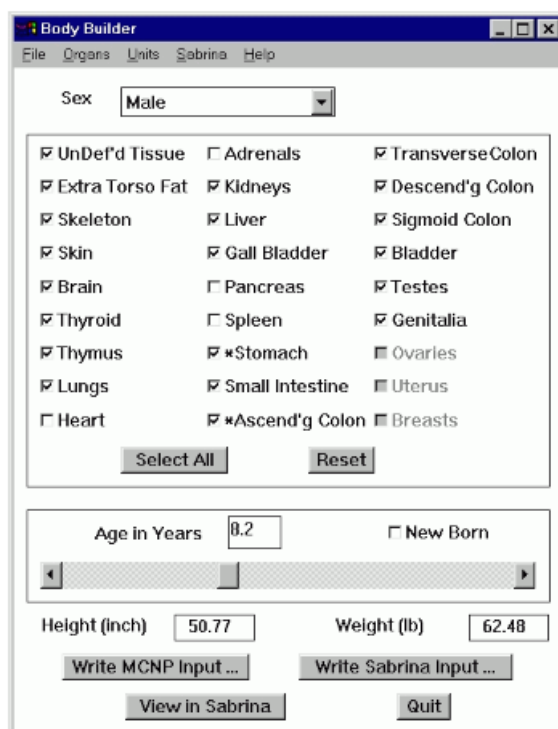 Body Builder
File Organs Units Sabrina Help
Sex Male
UnDef'd Tissue Adrenals TransverseColon
Extra Torso Fat Kidneys Descend'g Colon
Skeleton Liver Sigmoid Colon
Skin Gall Bladder Bladder
Brain Pancreas Testes
Thyroid Spleen Genitalia
Thymus *Stomach Ovaries
Lungs Small Intestine Uterus
Heart *Ascend'g Colon Breasts
Select All Reset
Age in Years 8.2 New Born
Height (inch) 50.77 Weight (lb) 62.48
Write MCNP Input ... Write Sabrina Input ...
View in Sabrina Quit